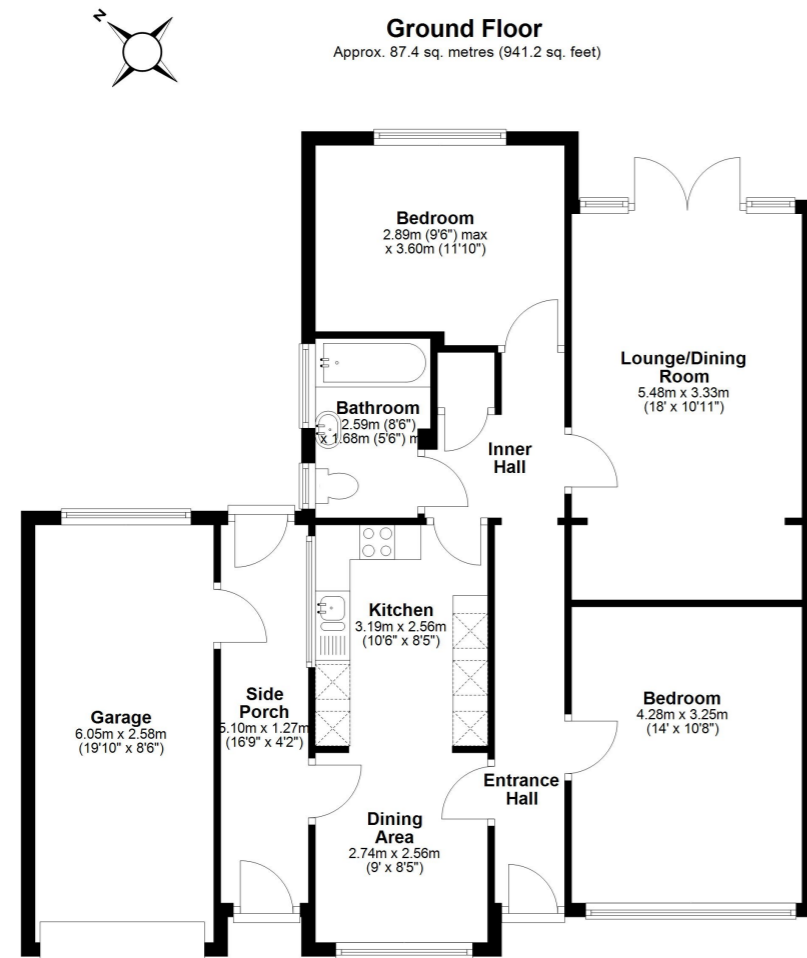 Ground Floor
Approx. 87.4 sq. metres (941.2 sq. feet)
N
Bedroom
2.89m (9'6") max
x 3.60m (11'10")
Lounge/Dining
Room
5.48m x 3.33m
(18' x 10'11")
Bathroom
2.59m (8'6")
x 1.68m (5'6") m
Inner
Hall
Kitchen
3.19m x 2.56m
(10'6" x 8'5")
Side
Porch
5.10m x 1.27m
(16'9" x 4'2")
Garage
6.05m x 2.58m
(19'10" x 8'6")
Bedroom
4.28m x 3.25m
(14' x 10'8")
Entrance
Hall
Dining
Area
2.74m x 2.56m
(9' x 8'5")